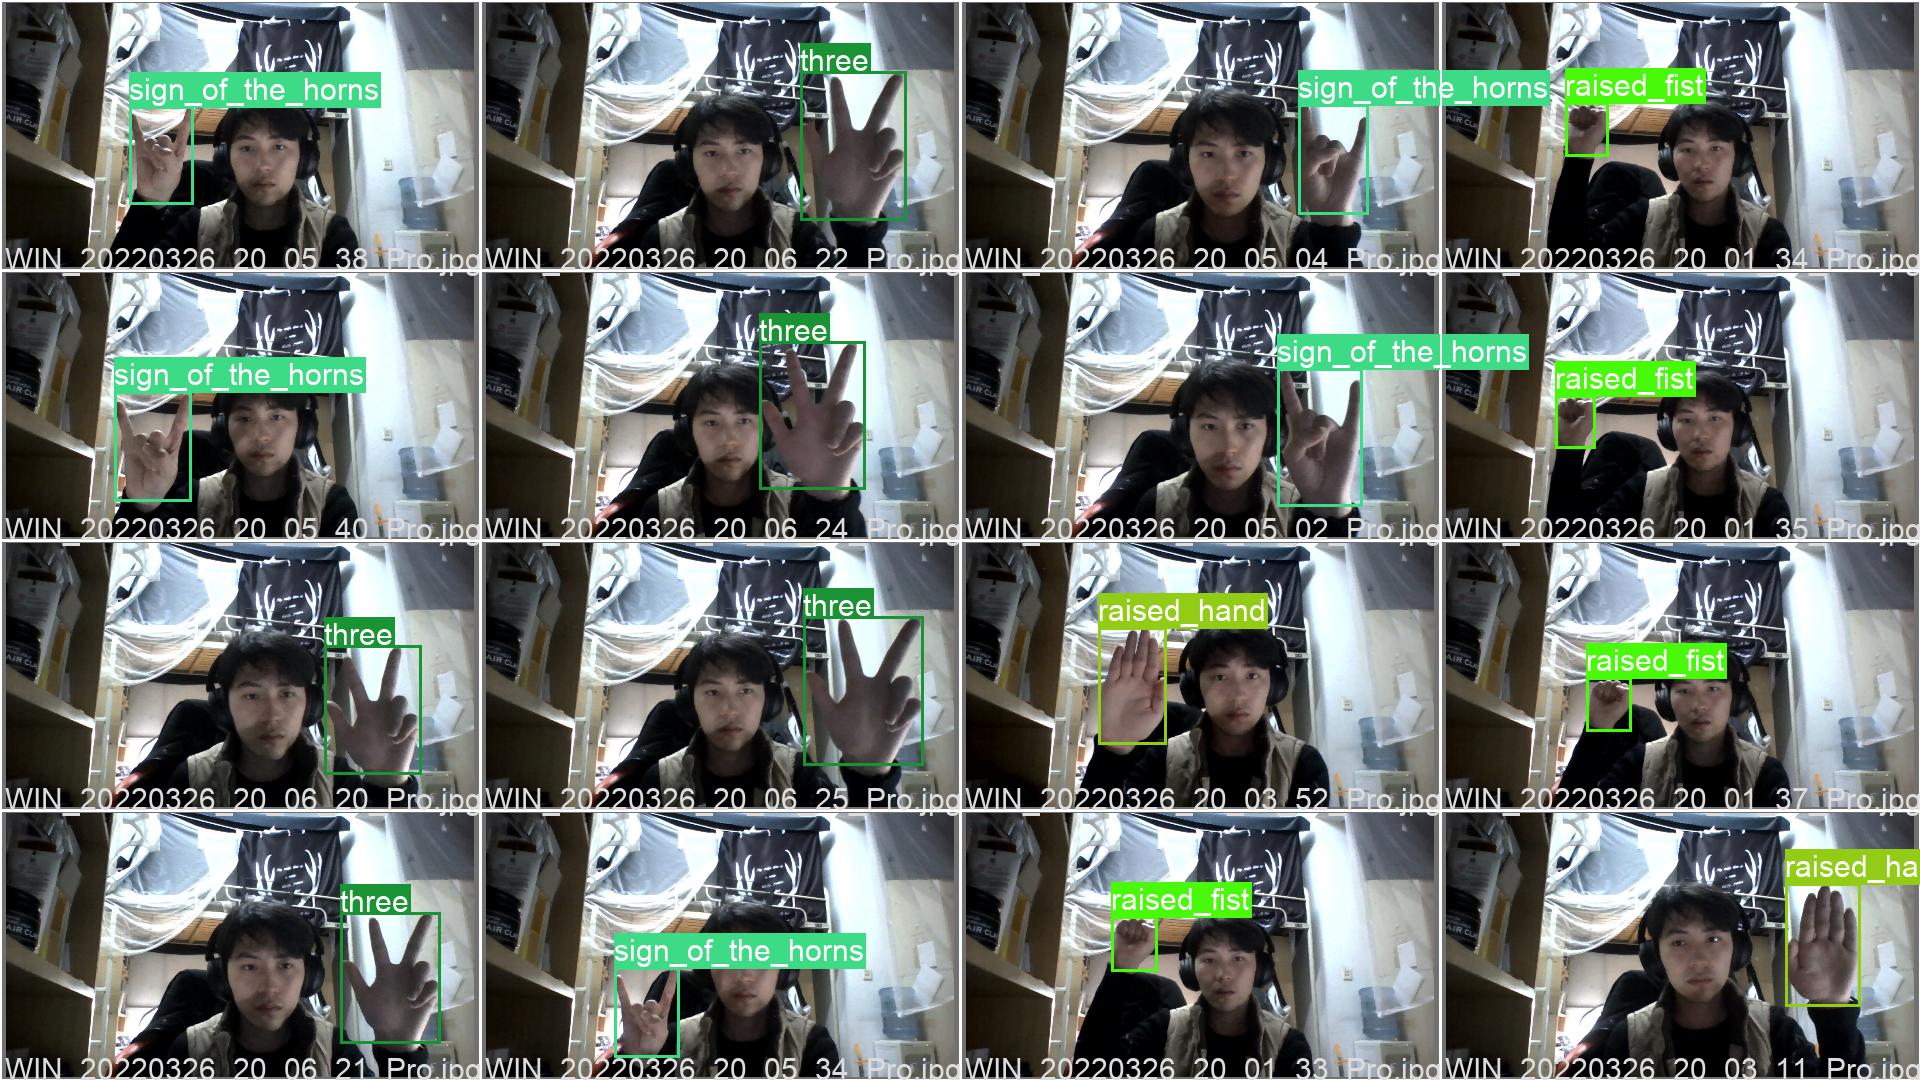 sign_of_the_horns
WIN_20220326_20_05_38_Pro.jpg
three
WIN_20220326_20_06_22_Pro.jpg
sign_of_the_horns
WIN_20220326_20_05_04_Pro.jpg
raised_fist
WIN_20220326_20_01_34_Pro.jpg
sign_of_the_horns
AIR CU
WIN_20220326_20_05_40_Pro.jpg
three
WIN_20220326_20_06_24_Pro.jpg
sign_of_the_horns
WIN_20220326_20_05_02_Pro.jpg
raised_fist
WIN_20220326_20_01_35_Pro.jpg
three
WIN_20220326_20_06_20_Pro.jpg
three
WIN_20220326_20_06_25_Pro.jpg
raised_hand
WIN_20220326_20_03_52_Pro.jpg
raised_fist
WIN_20220326_20_01_37_Pro.jpg
three
WIN_20220326_20_06_21_Pro.jpg
sign_of_the_horns
WIN_20220326_20_05_34_Pro.jpg
raised_fist
WIN_20220326_20_01_33_Pro.jpg
raised_ha
WIN_20220326_20_03_11_Pro.jpg